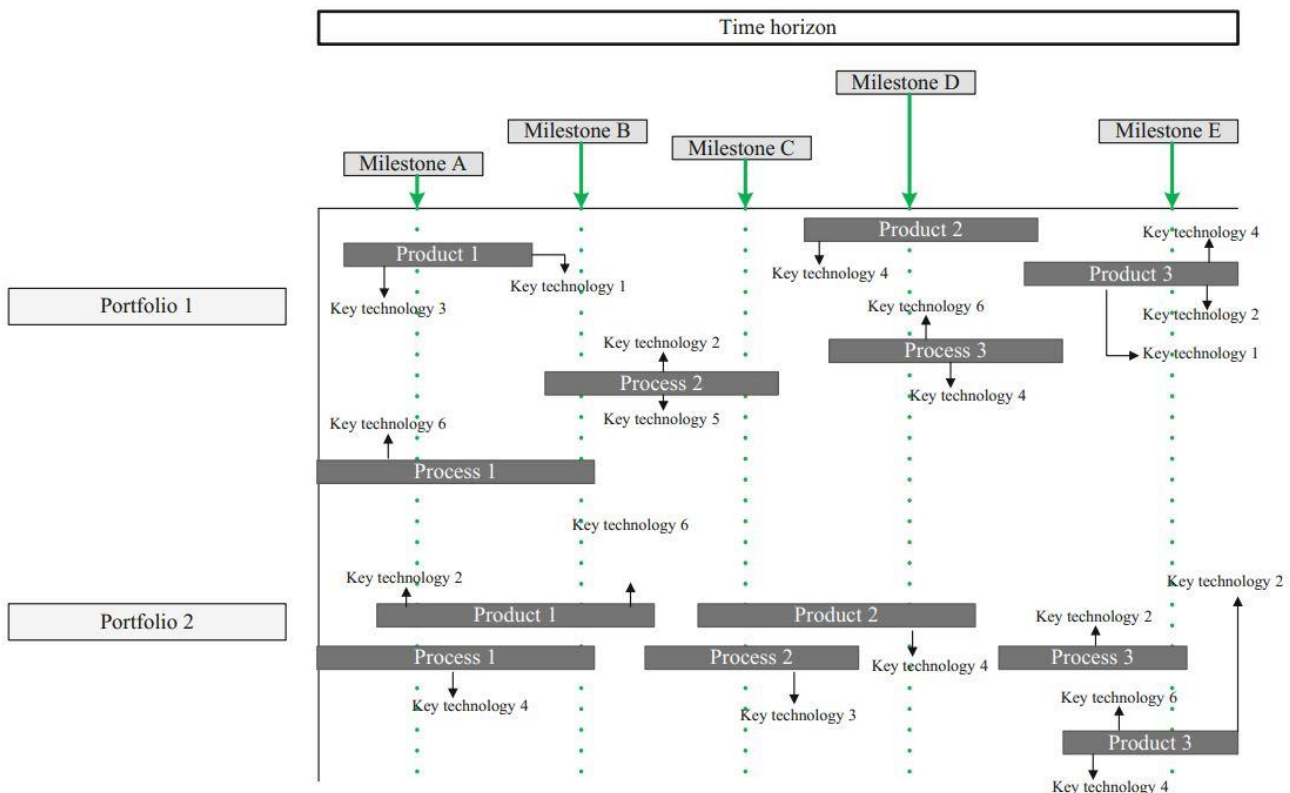 Time horizon
Milestone D
Milestone B
Milestone E
Milestone C
Milestone A
Product 2
Key technology 4
Product 1
Key technology 4
Product 3
Key technology 3
Key technology 1
Portfolio 1
Key technology 6
Key technology 2
Key technology 2
Process 3
Key technology 1
Process 2
Key technology 4
Key technology 5
Key technology 6
Process 1
Key technology 6
Key technology 2
Key technology 2
Portfolio 2
Product 1
Product 2
Key technology 2
Process 1
Process 2
Key technology 4
Process 3
Key technology 4
Key technology 3
Key technology 6
Product 3
Key technology 4